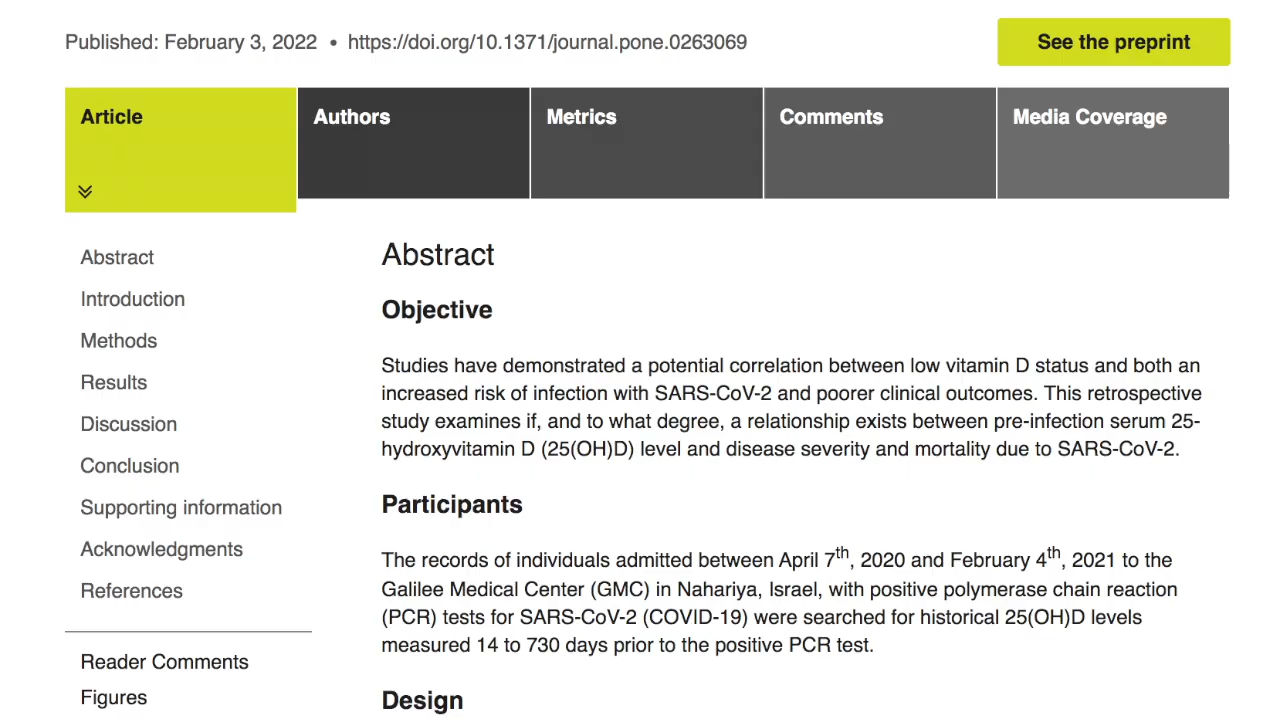 Published: February 3, 2022 • https://doi.org/10.1371/journal.pone.0263069
See the preprint
Article
Authors
Metrics
Comments
Media Coverage
Abstract
Introduction
Methods
Results
Discussion
Conclusion
Supporting information
Acknowledgments
References
Reader Comments
Figures
Abstract
Objective
Studies have demonstrated a potential correlation between low vitamin D status and both an
increased risk of infection with SARS-CoV-2 and poorer clinical outcomes. This retrospective
study examines if, and to what degree, a relationship exists between pre-infection serum 25-
hydroxyvitamin D (25(OH)D) level and disease severity and mortality due to SARS-CoV-2.
Participants
The records of individuals admitted between April 7th, 2020 and February 4th, 2021 to the
Galilee Medical Center (GMC) in Nahariya, Israel, with positive polymerase chain reaction
(PCR) tests for SARS-CoV-2 (COVID-19) were searched for historical 25(OH)D levels
measured 14 to 730 days prior to the positive PCR test.
Design